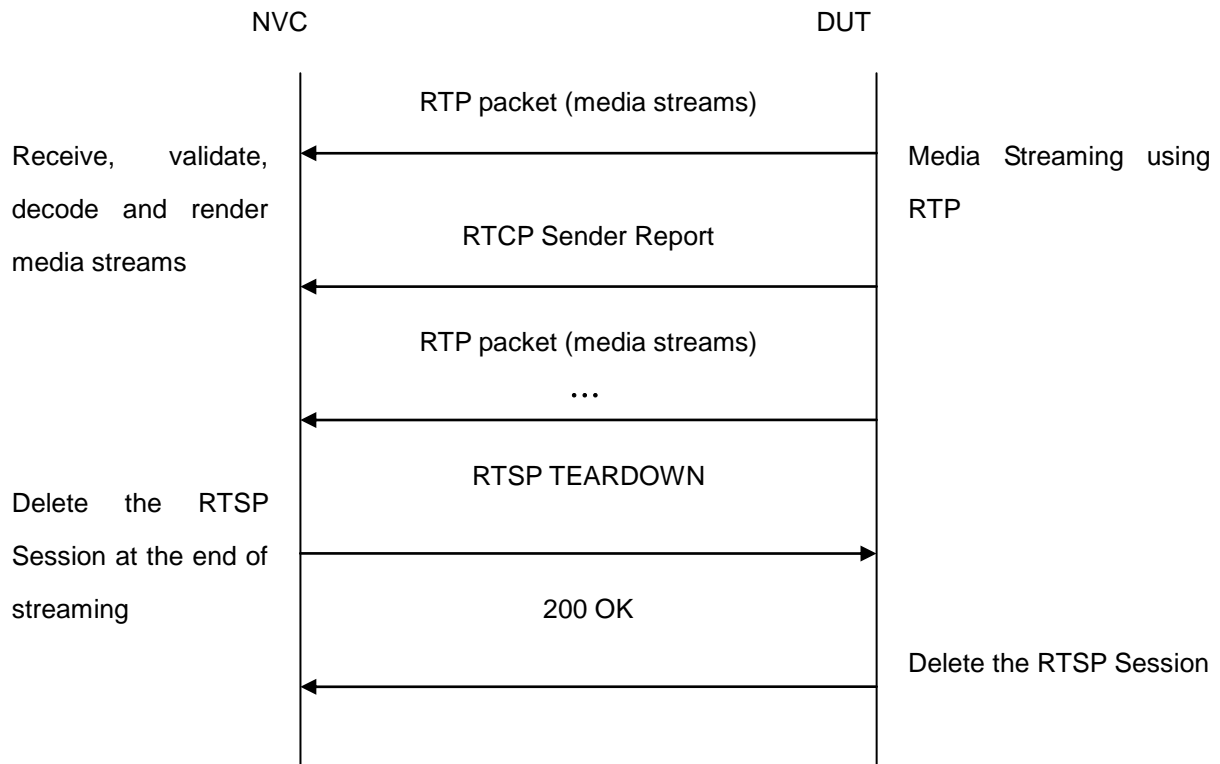 NVC
DUT
RTP packet (media streams)
Receive, validate,
decode and render
media streams
Media Streaming using
RTP
RTCP Sender Report
RTP packet (media streams)
…
RTSP TEARDOWN
Delete the RTSP
Session at the end of
streaming
200 OK
Delete the RTSP Session